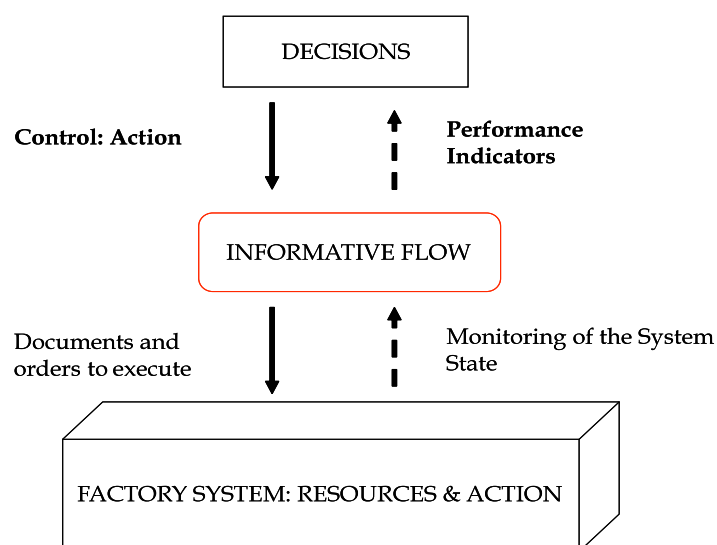 DECISIONS
Control: Action
Performance
Indicators
INFORMATIVE FLOW
Documents and
orders to execute
Monitoring of the System
State
FACTORY SYSTEM: RESOURCES & ACTION